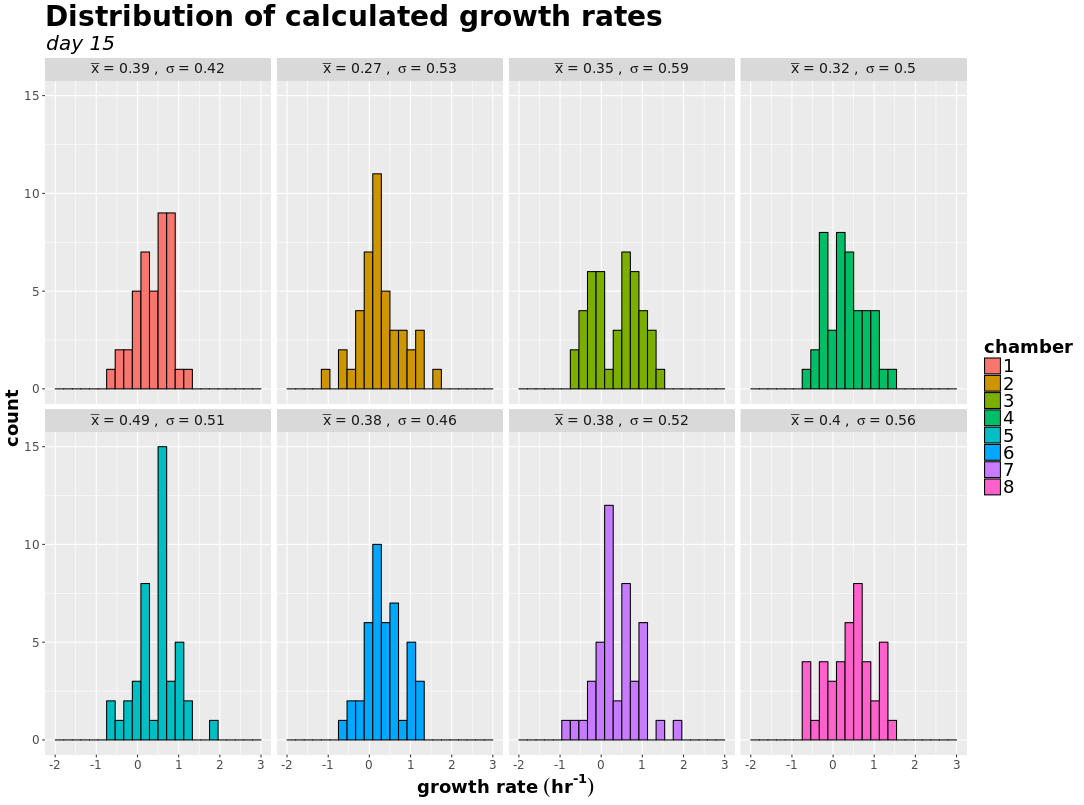 Distribution of calculated growth rates
day 15
x̅ = 0.39 , σ = 0.42
x̅ = 0.27 , σ = 0.53
x̅ = 0.35 , σ = 0.59
x̅ = 0.32 , σ = 0.5
15
10
5
0
x̅ = 0.49 , σ = 0.51
x̅ = 0.38 , σ = 0.46
x̅ = 0.38 , σ = 0.52
x̅ = 0.4 , σ = 0.56
15
10
5
0
-2 -1 0 1 2 3
-2 -1 0 1 2 3
-2 -1 0 1 2 3
-2 -1 0 1 2 3
count
growth rate (hr⁻¹)
chamber
1
2
3
4
5
6
7
8